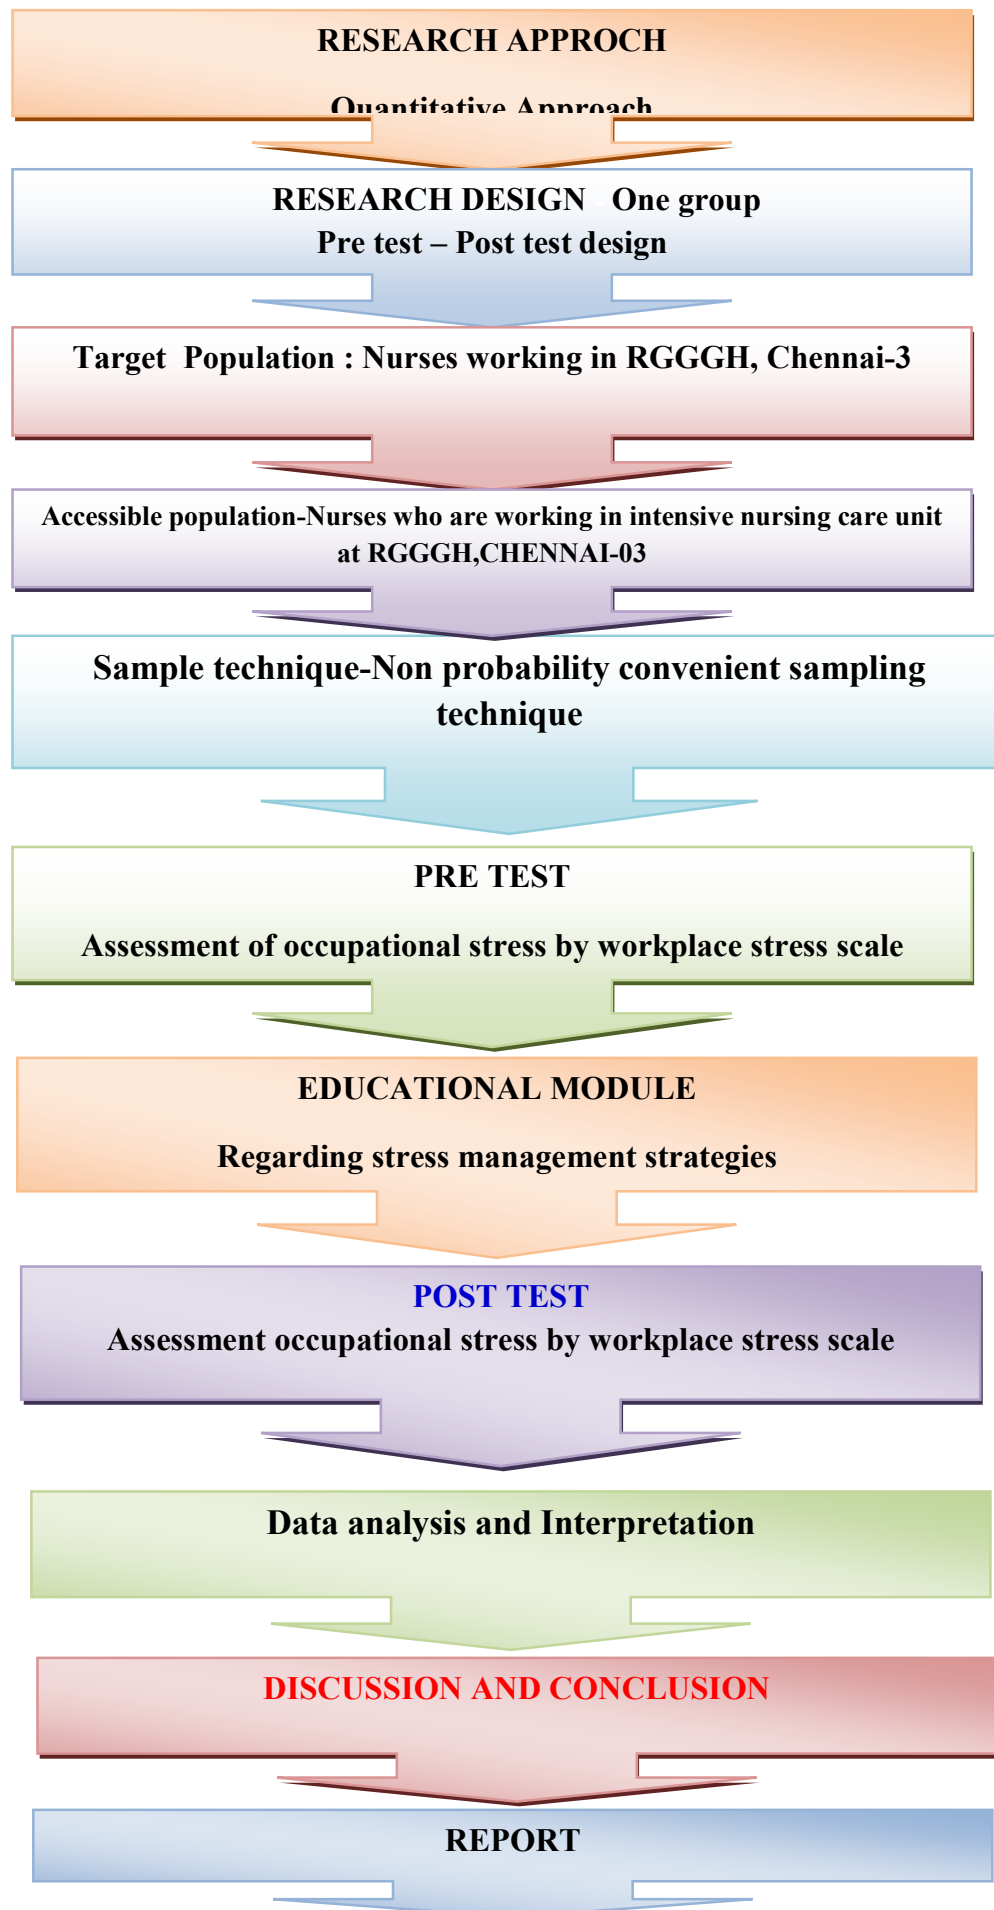 RESEARCH APPROCH
Quantitative Approach
RESEARCH DESIGN - One group
Pre test – Post test design
Target Population : Nurses working in RGGGH, Chennai-3
Accessible population-Nurses who are working in intensive nursing care unit
at RGGGH,CHENNAI-03
Sample technique-Non probability convenient sampling
technique
PRE TEST
Assessment of occupational stress by workplace stress scale
EDUCATIONAL MODULE
Regarding stress management strategies
POST TEST
Assessment occupational stress by workplace stress scale
Data analysis and Interpretation
DISCUSSION AND CONCLUSION
REPORT